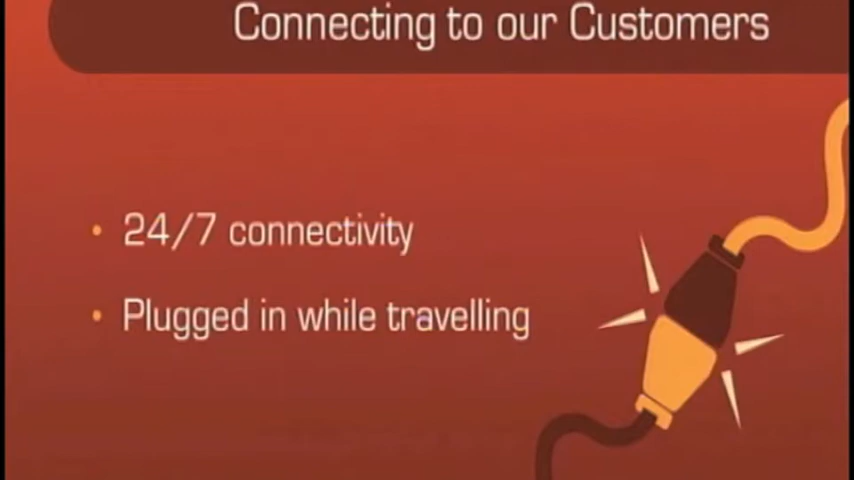 Connecting to our Customers
• 24/7 connectivity
• Plugged in while travelling